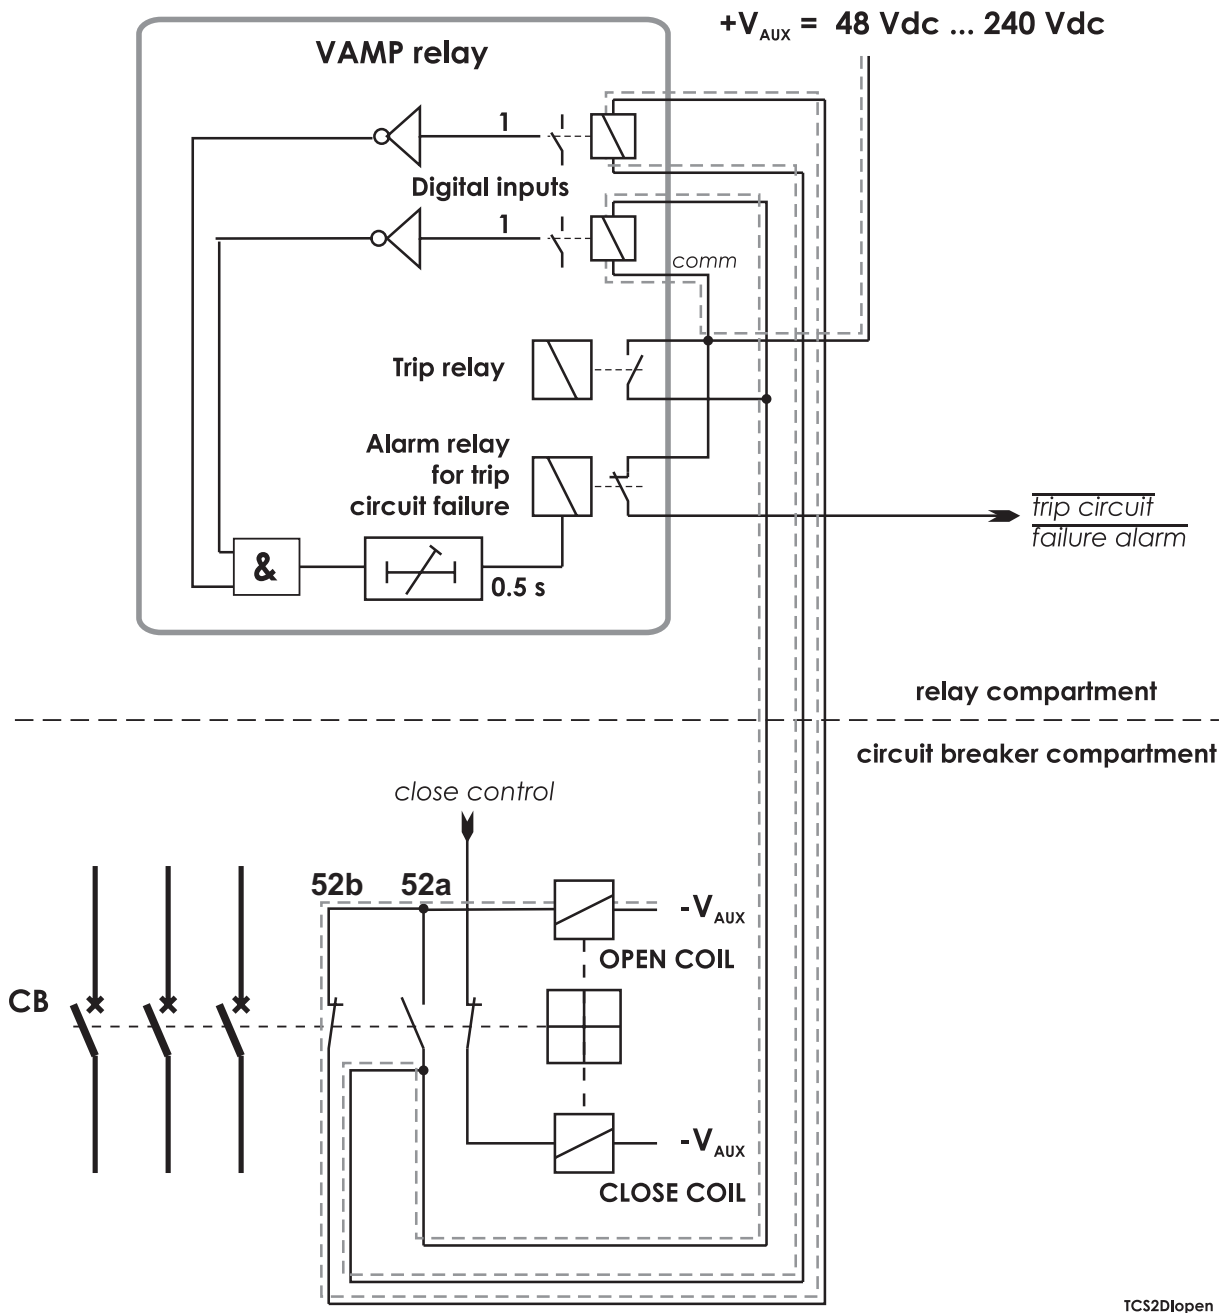 +VAUX = 48 Vdc ... 240 Vdc
VAMP relay
1
Digital inputs
1
comm
Trip relay
Alarm relay
for trip
circuit failure
trip circuit
failure alarm
&
0.5 s
relay compartment
circuit breaker compartment
close control
52b
52a
-VAUX
OPEN COIL
CB
-VAUX
CLOSE COIL
TCS2DIopen